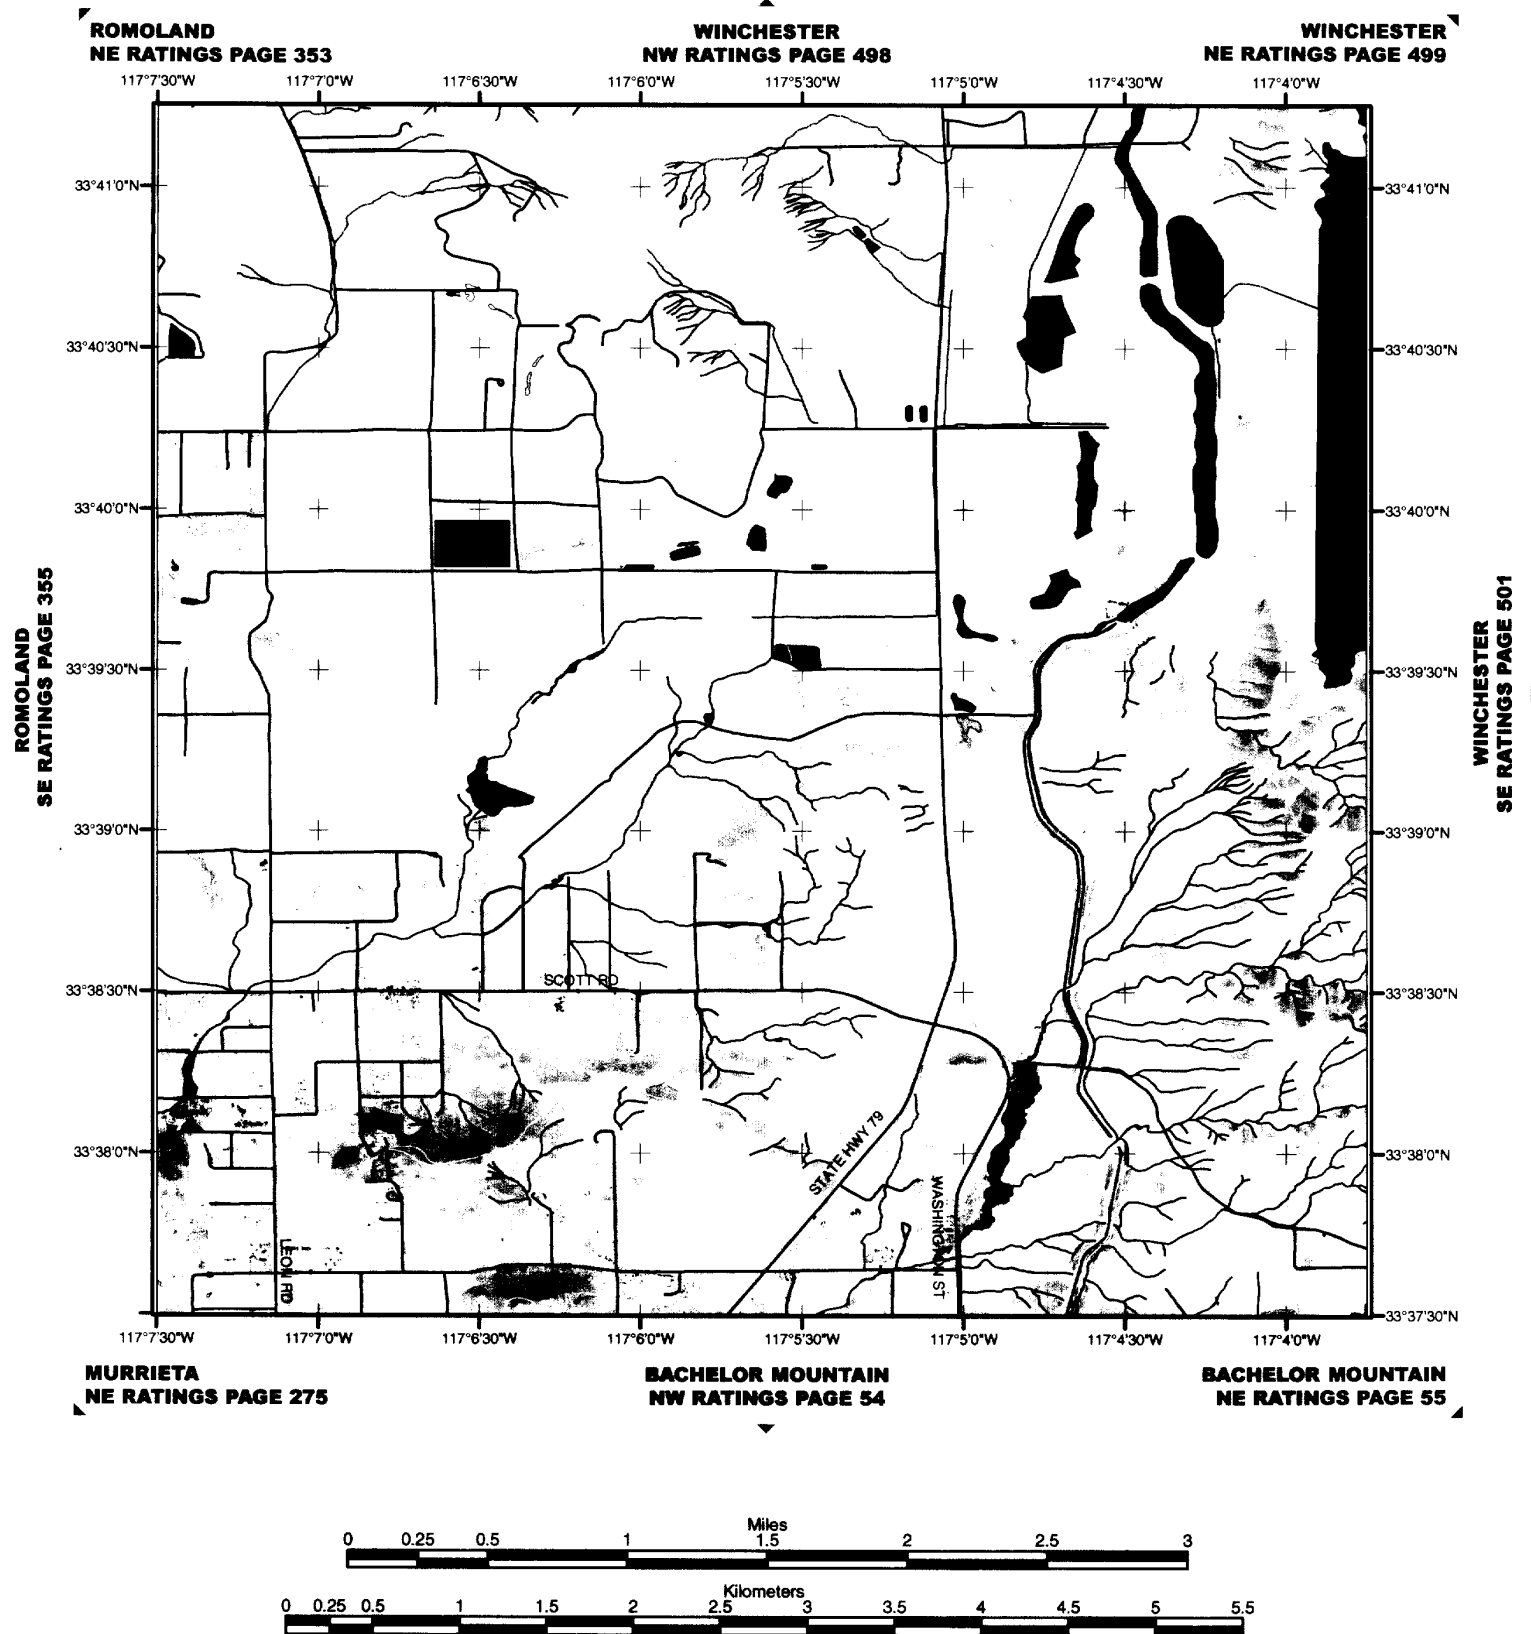 ROMOLAND
NE RATINGS PAGE 353
WINCHESTER
NW RATINGS PAGE 498
WINCHESTER
NE RATINGS PAGE 499
117°7'30"W 117°7'0"W 117°6'30"W 117°6'0"W 117°5'30"W 117°5'0"W 117°4'30"W 117°4'0"W
33°41'0"N 33°41'0"N
33°40'30"N 33°40'30"N
33°40'0"N 33°40'0"N
ROMOLAND
SE RATINGS PAGE 355
WINCHESTER
SE RATINGS PAGE 501
33°39'30"N 33°39'30"N
33°39'0"N 33°39'0"N
SCOTT RD
33°38'30"N 33°38'30"N
STATE HWY 79
33°38'0"N 33°38'0"N
WASHINGTON ST
LEON RD
33°37'30"N
117°7'30"W 117°7'0"W 117°6'30"W 117°6'0"W 117°5'30"W 117°5'0"W 117°4'30"W 117°4'0"W
MURRIETA
NE RATINGS PAGE 275
BACHELOR MOUNTAIN
NW RATINGS PAGE 54
BACHELOR MOUNTAIN
NE RATINGS PAGE 55
Miles
0 0.25 0.5 1 1.5 2 2.5 3
Kilometers
0 0.25 0.5 1 1.5 2 2.5 3 3.5 4 4.5 5 5.5